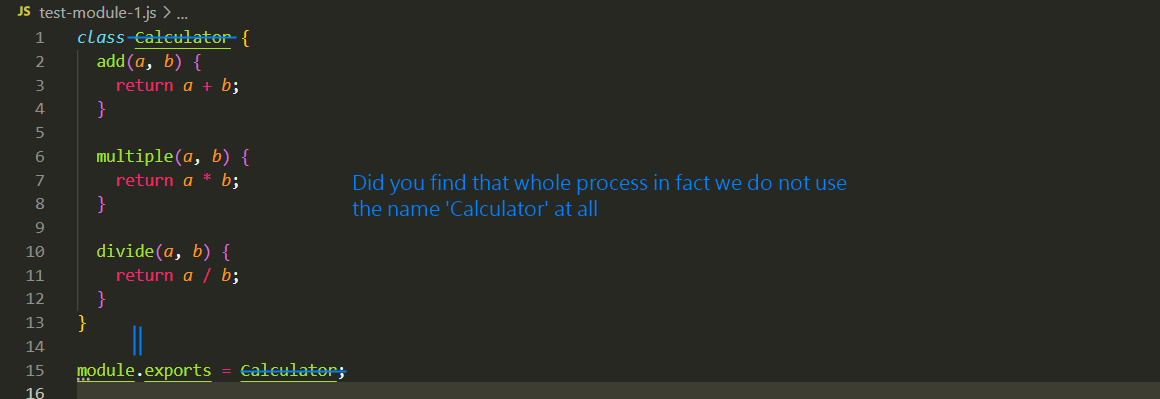 JS test-module-1.js > ...
1 class Calculator {
2 add(a, b) {
3 return a + b;
4 }
5
6 multiple(a, b) {
7 return a * b;
8 }
9
10 divide(a, b) {
11 return a / b;
12 }
13 }
14
15 module.exports = Calculator;
16
Did you find that whole process in fact we do not use
the name 'Calculator' at all